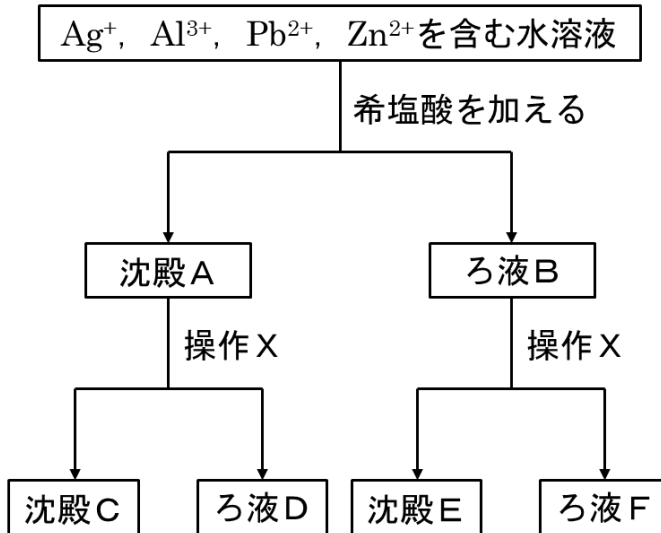 Ag⁺, Al³⁺, Pb²⁺, Zn²⁺を含む水溶液
希塩酸を加える
沈殿A
ろ液B
操作X
操作X
沈殿C
ろ液D
沈殿E
ろ液F